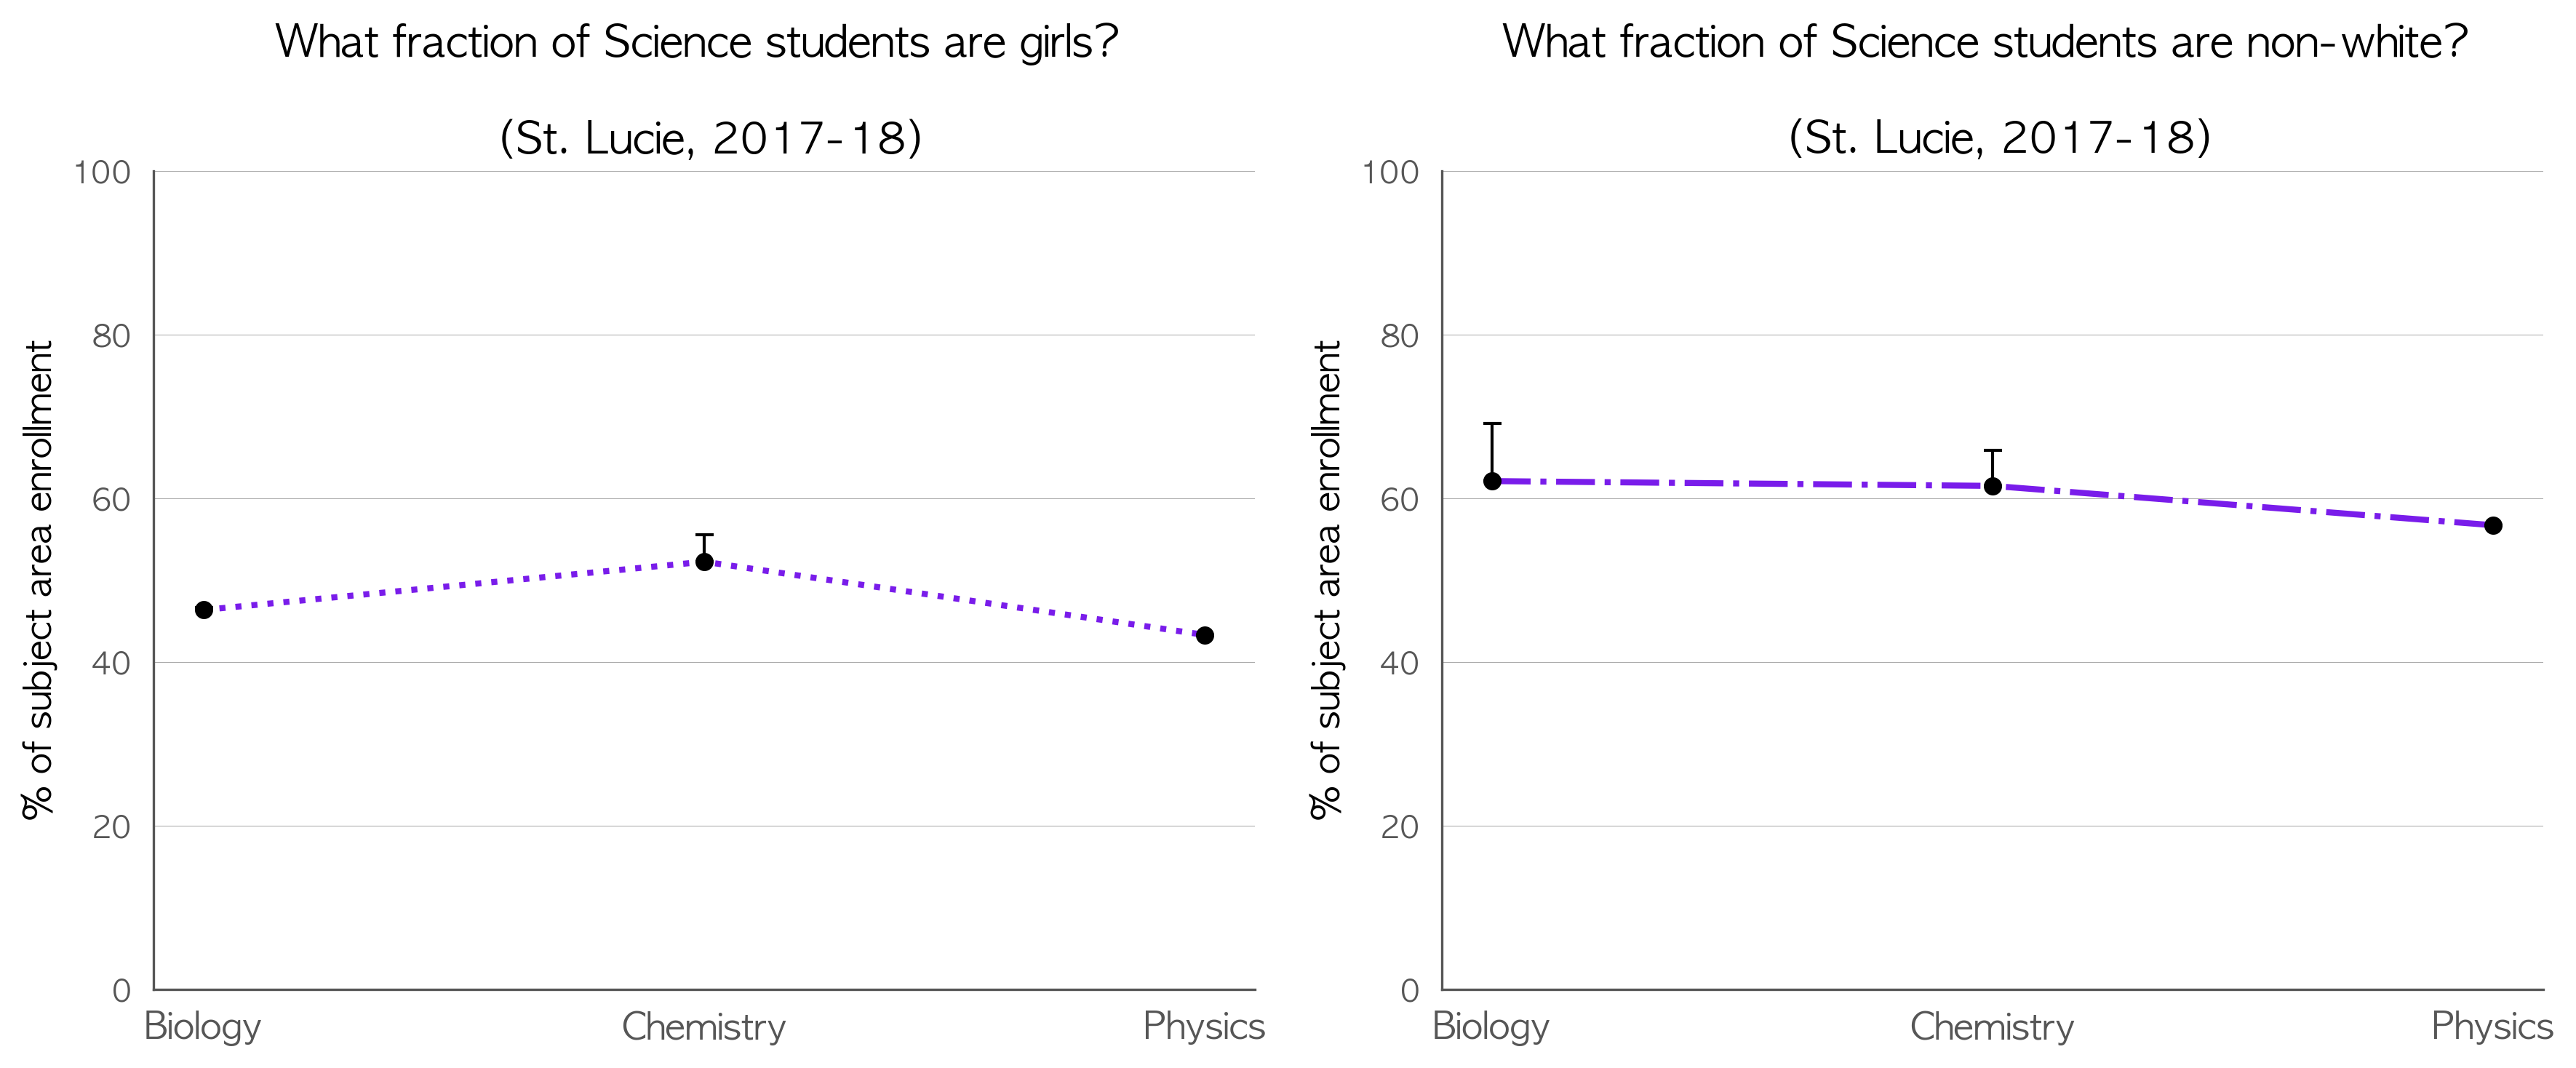 What fraction of Science students are girls?
(St. Lucie, 2017-18)
% of subject area enrollment
100
80
60
40
20
0
Biology
Chemistry
Physics
What fraction of Science students are non-white?
(St. Lucie, 2017-18)
% of subject area enrollment
100
80
60
40
20
0
Biology
Chemistry
Physics